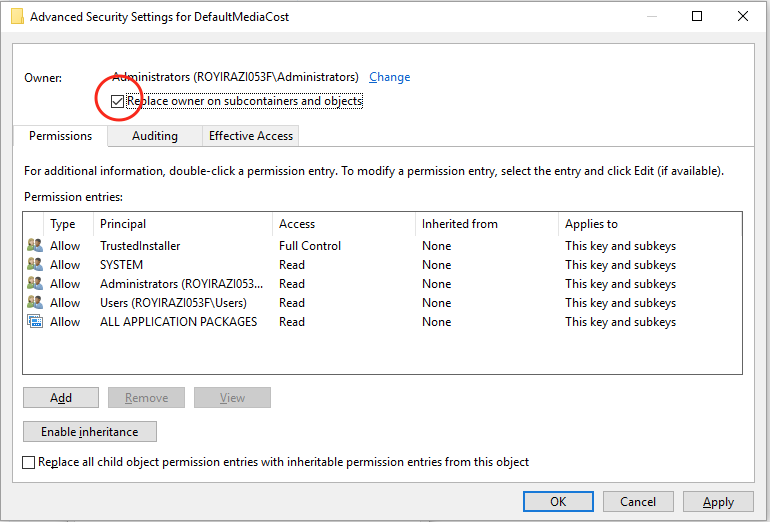 Advanced Security Settings for DefaultMediaCost
Owner: Administrators (ROYIRAZI053F\Administrators) Change
Replace owner on subcontainers and objects
Permissions Auditing Effective Access
For additional information, double-click a permission entry. To modify a permission entry, select the entry and click Edit (if available).
Permission entries:
Type Principal Access Inherited from Applies to
Allow TrustedInstaller Full Control None This key and subkeys
Allow SYSTEM Read None This key and subkeys
Allow Administrators (ROYIRAZI053... Read None This key and subkeys
Allow Users (ROYIRAZI053F\Users) Read None This key and subkeys
Allow ALL APPLICATION PACKAGES Read None This key and subkeys
Add Remove View
Enable inheritance
Replace all child object permission entries with inheritable permission entries from this object
OK Cancel Apply